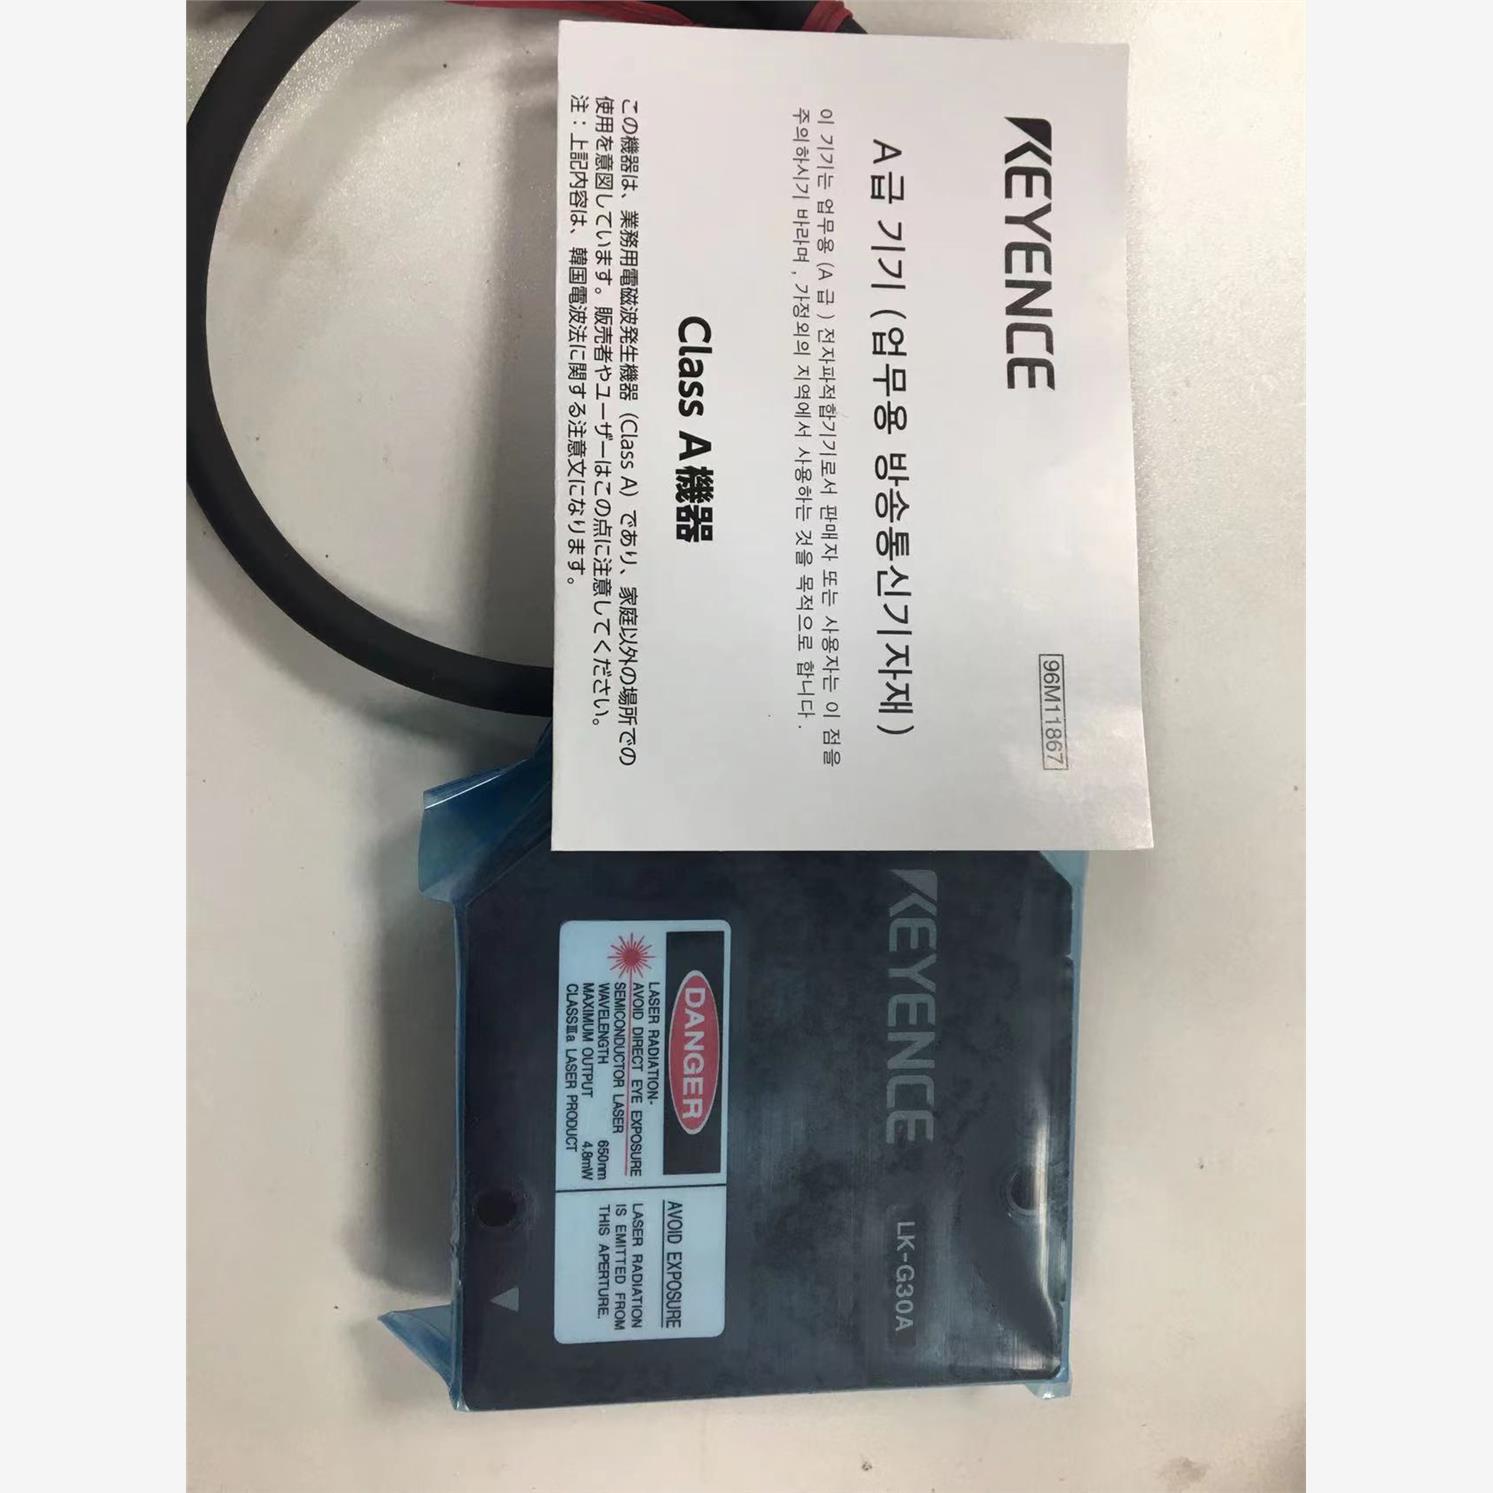 KEYENCE
96M11867
A급 기기 (업무용 방송통신기자재)
이 기기는 업무용 (A 급 ) 전자파적합기기로서 판매자 또는 사용자는 이 점을
주의하시기 바라며 , 가정외의 지역에서 사용하는 것을 목적으로 합니다 .
Class A機器
この機器は、業務用電磁波発生機器（Class A）であり、家庭以外の場所での
使用を意図しています。販売者やユーザーはこの点に注意してください。
注：上記内容は、韓国電波法に関する注意文になります。
KEYENCE
LK-G30A
DANGER
LASER RADIATION-
AVOID DIRECT EYE EXPOSURE
SEMICONDUCTOR LASER
WAVELENGTH 650nm
MAXIMUM OUTPUT 4.8mW
CLASSⅢa LASER PRODUCT
AVOID EXPOSURE
LASER RADIATION
IS EMITTED FROM
THIS APERTURE.